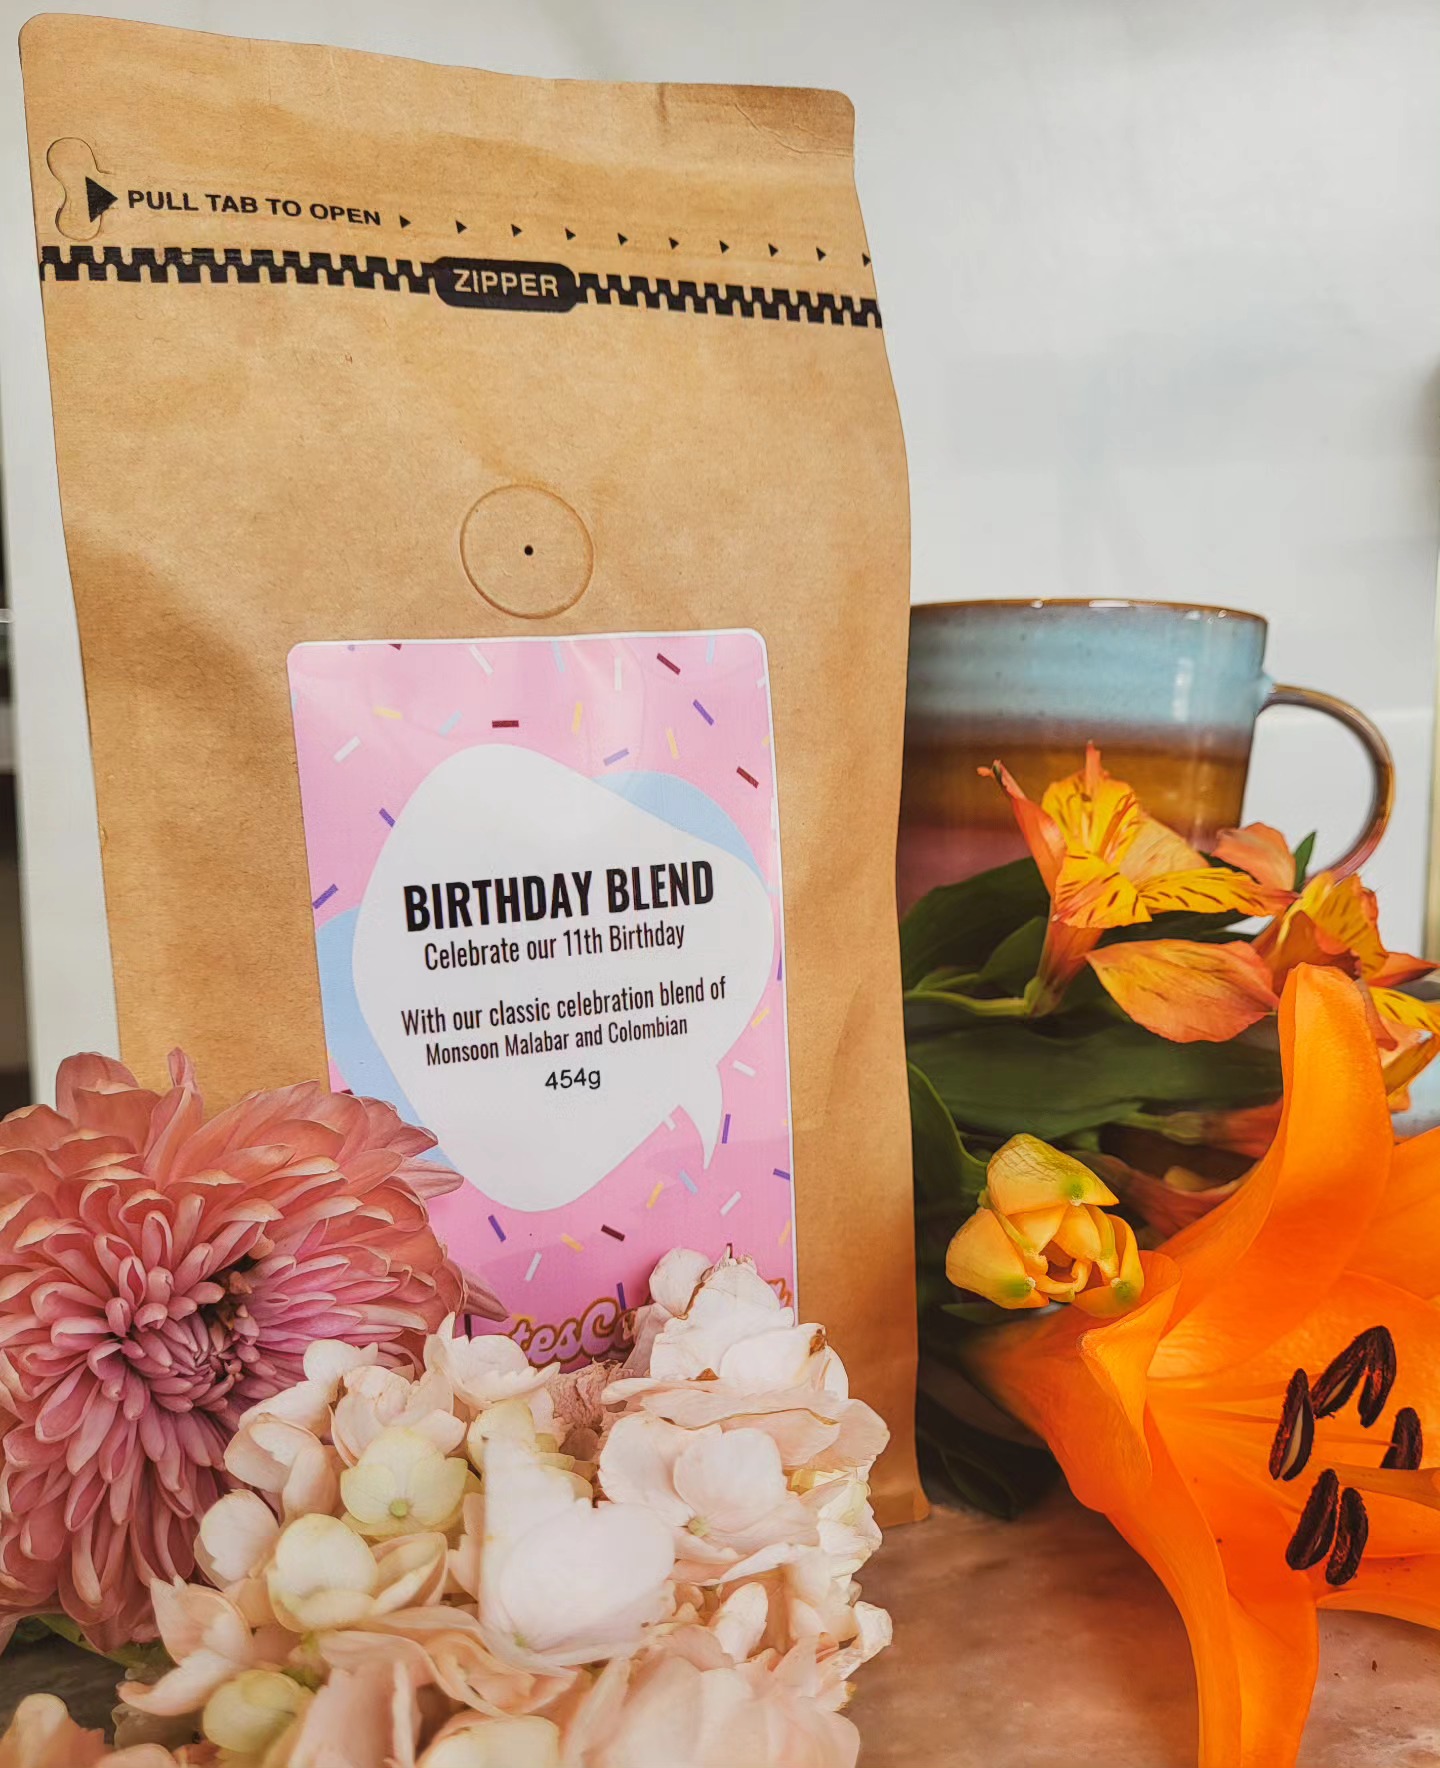 PULL TAB TO OPEN
ZIPPER
BIRTHDAY BLEND
Celebrate our 11th Birthday
With our classic celebration blend of
Monsoon Malabar and Colombian
454g